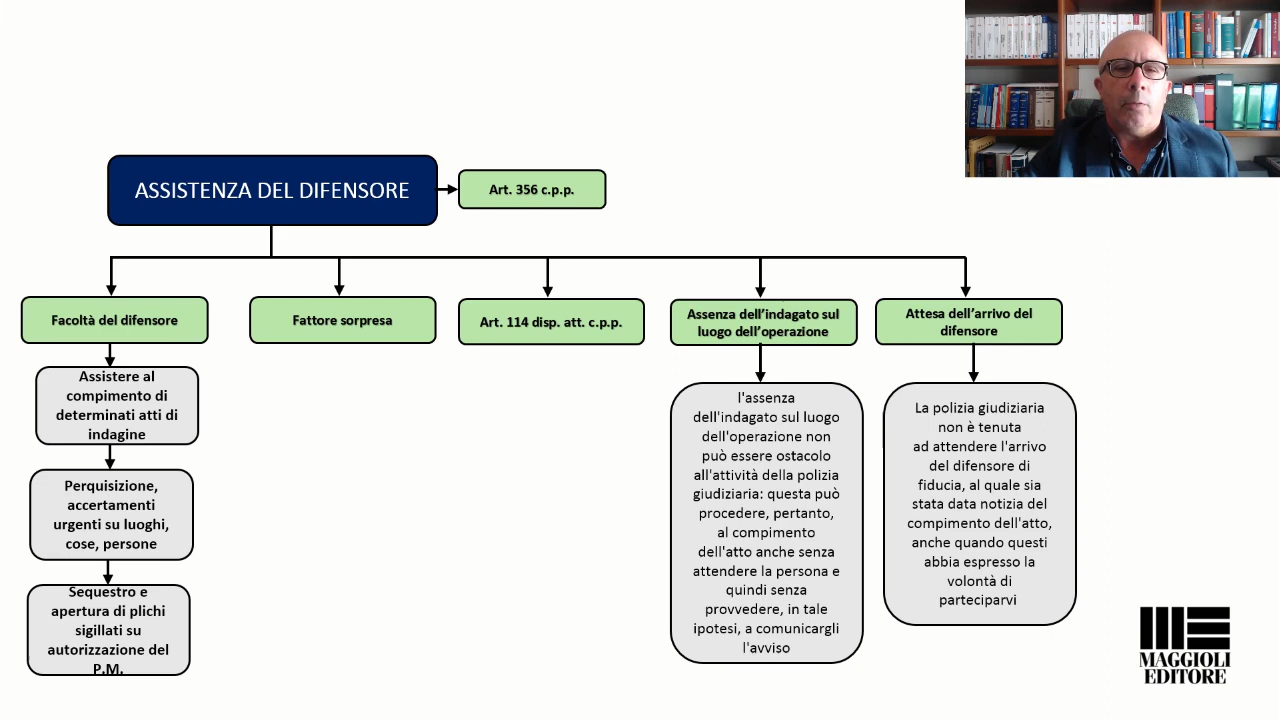 ASSISTENZA DEL DIFENSORE
Art. 356 c.p.p.
Facoltà del difensore
Fattore sorpresa
Art. 114 disp. att. c.p.p.
Assenza dell’indagato sul
luogo dell’operazione
Attesa dell’arrivo del
difensore
Assistere al
compimento di
determinati atti di
indagine
Perquisizione,
accertamenti
urgenti su luoghi,
cose, persone
Sequestro e
apertura di plichi
sigillati su
autorizzazione del
P.M.
l'assenza
dell'indagato sul luogo
dell'operazione non
può essere ostacolo
all'attività della polizia
giudiziaria: questa può
procedere, pertanto,
al compimento
dell'atto anche senza
attendere la persona e
quindi senza
provvedere, in tale
ipotesi, a comunicargli
l'avviso
La polizia giudiziaria
non è tenuta
ad attendere l'arrivo
del difensore di
fiducia, al quale sia
stata data notizia del
compimento dell'atto,
anche quando questi
abbia espresso la
volontà di
parteciparvi
MAGGIOLI
EDITORE